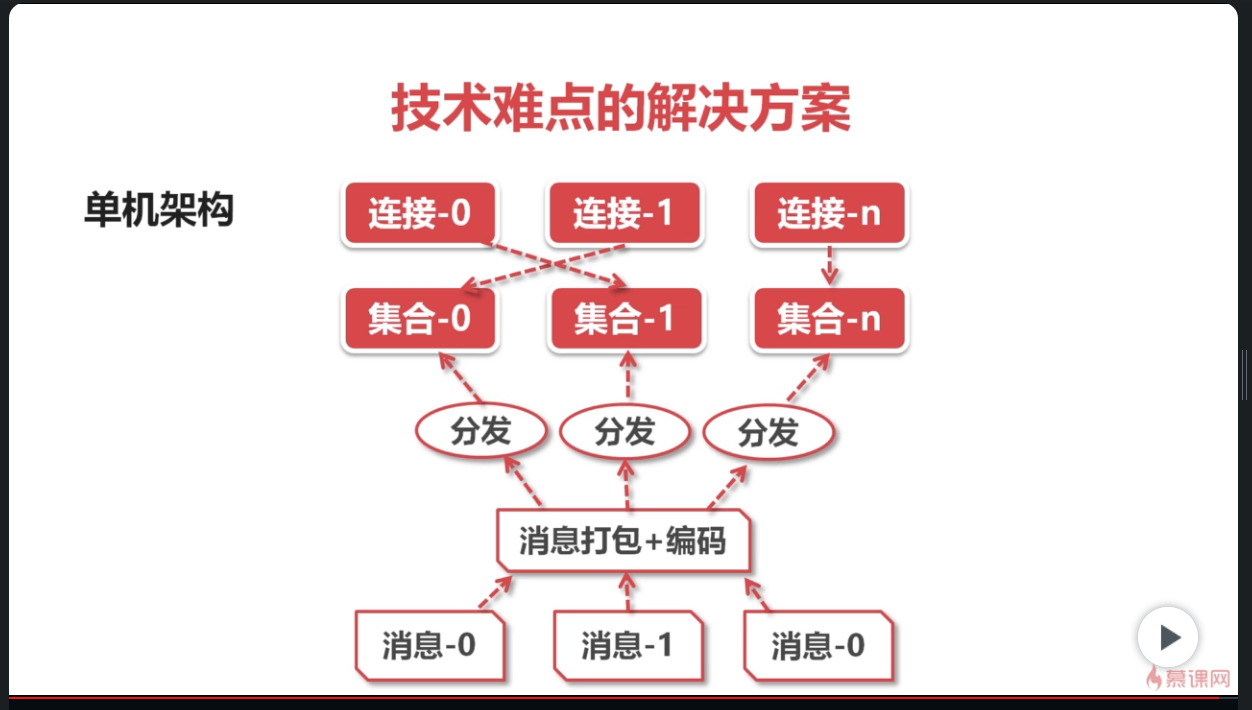 技术难点的解决方案
单机架构
连接-0 连接-1 连接-n
集合-0 集合-1 集合-n
分发 分发 分发
消息打包+编码
消息-0 消息-1 消息-0
慕课网